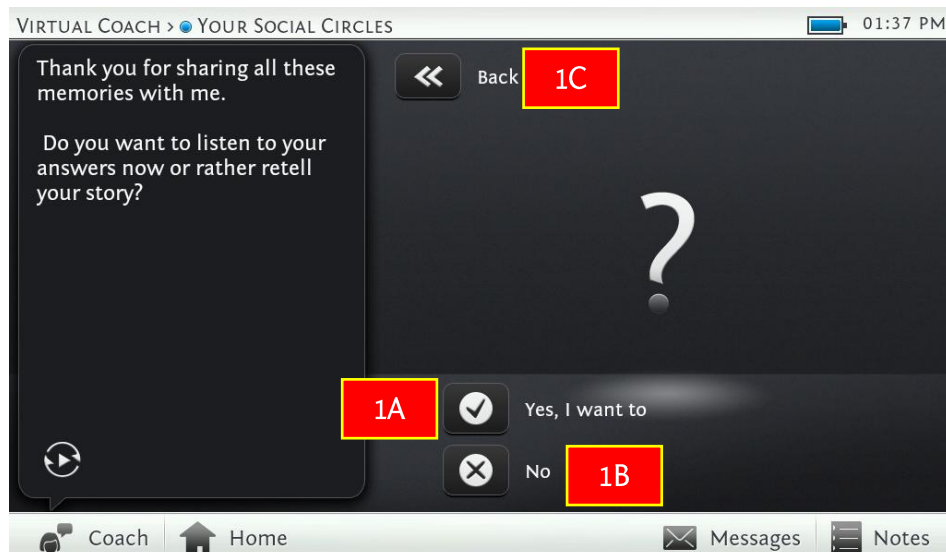 VIRTUAL COACH > YOUR SOCIAL CIRCLES
01:37 PM
Thank you for sharing all these
memories with me.
Do you want to listen to your
answers now or rather retell
your story?
Back
1C
?
1A
Yes, I want to
No
1B
Coach
Home
Messages
Notes